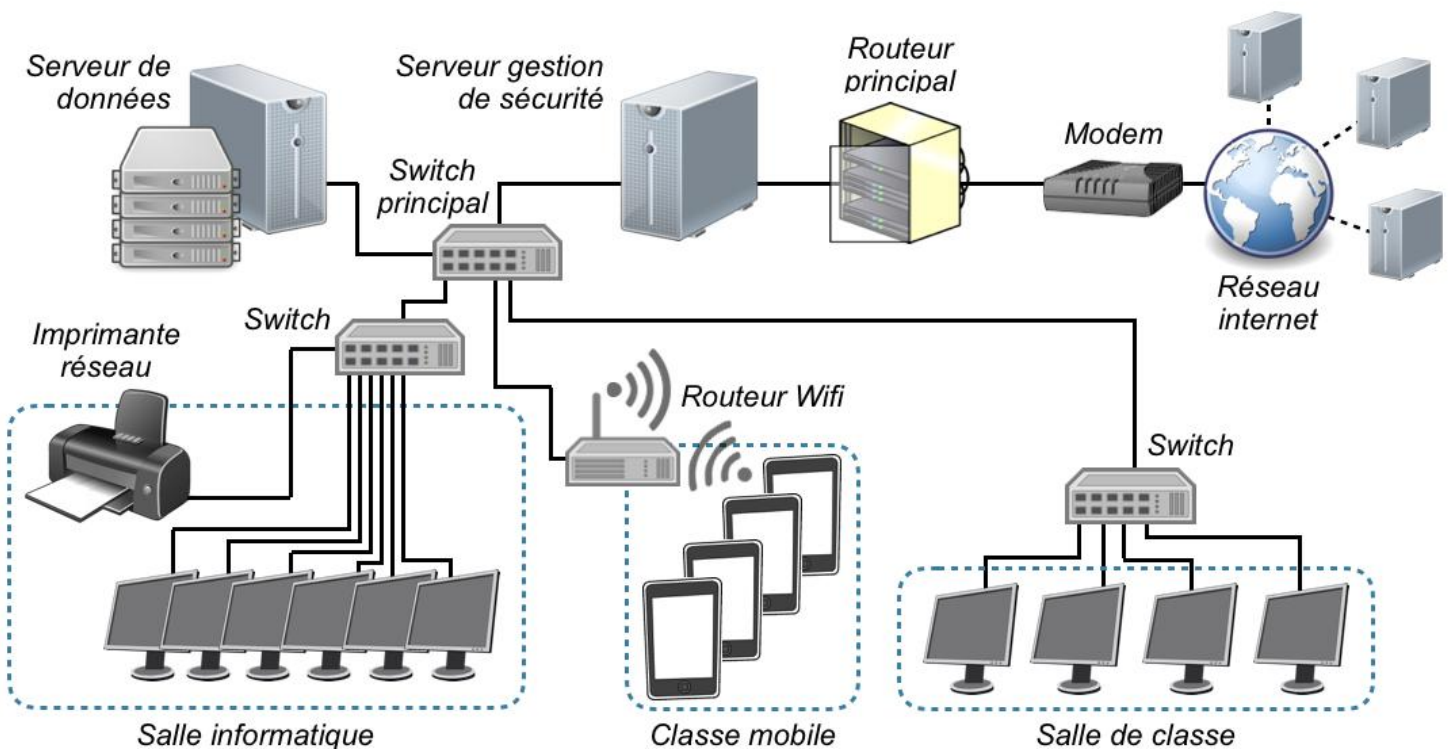 Serveur de
données
Serveur gestion
de sécurité
Routeur
principal
Modem
Switch
principal
Réseau
internet
Imprimante
réseau
Switch
Routeur Wifi
Switch
Salle informatique
Classe mobile
Salle de classe